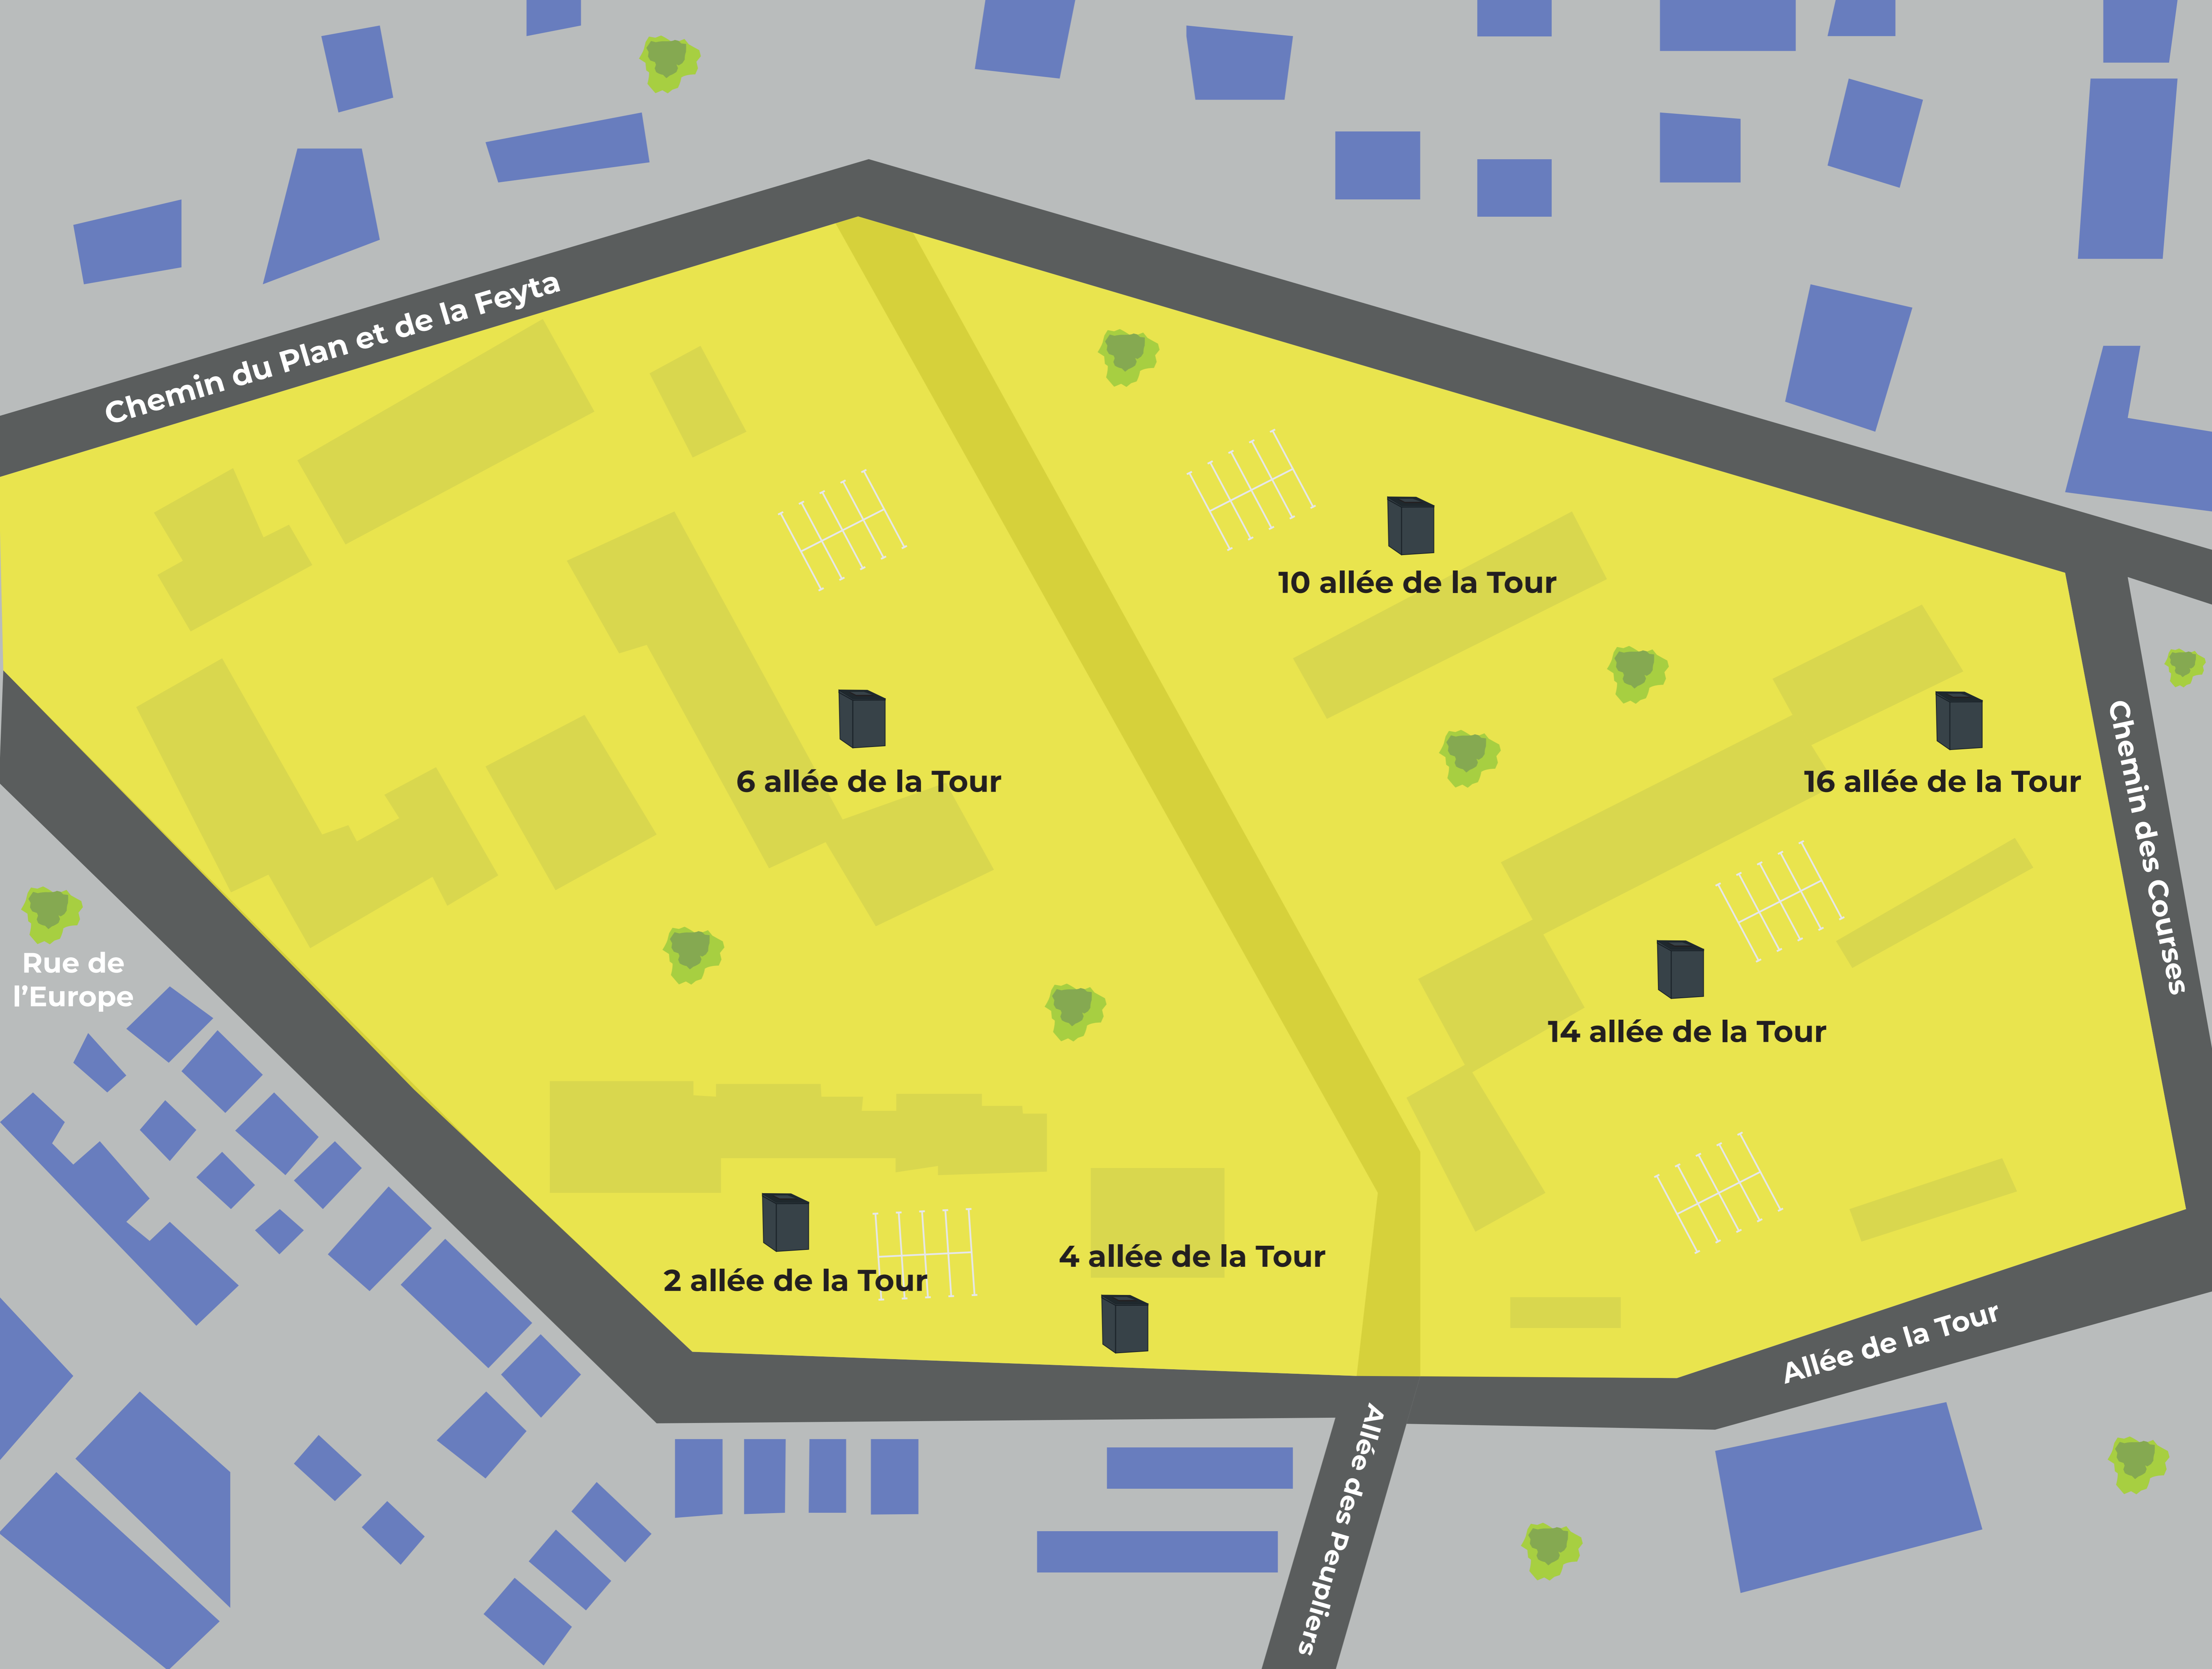 Chemin du Plan et de la Feyta
10 allée de la Tour
6 allée de la Tour
16 allée de la Tour
Chemin des Courses
Rue de
l'Europe
14 allée de la Tour
2 allée de la Tour
4 allée de la Tour
Allée de la Tour
Allée des Peupliers